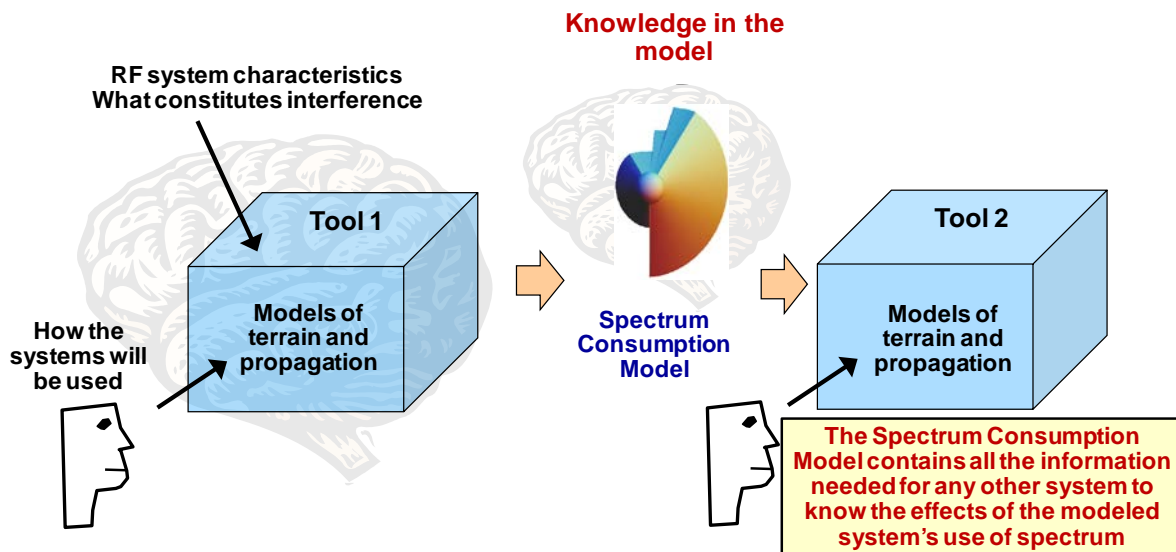 Knowledge in the
model
RF system characteristics
What constitutes interference
Tool 1
Models of
terrain and
propagation
How the
systems will
be used
Spectrum
Consumption
Model
Tool 2
Models of
terrain and
propagation
The Spectrum Consumption
Model contains all the information
needed for any other system to
know the effects of the modeled
system's use of spectrum